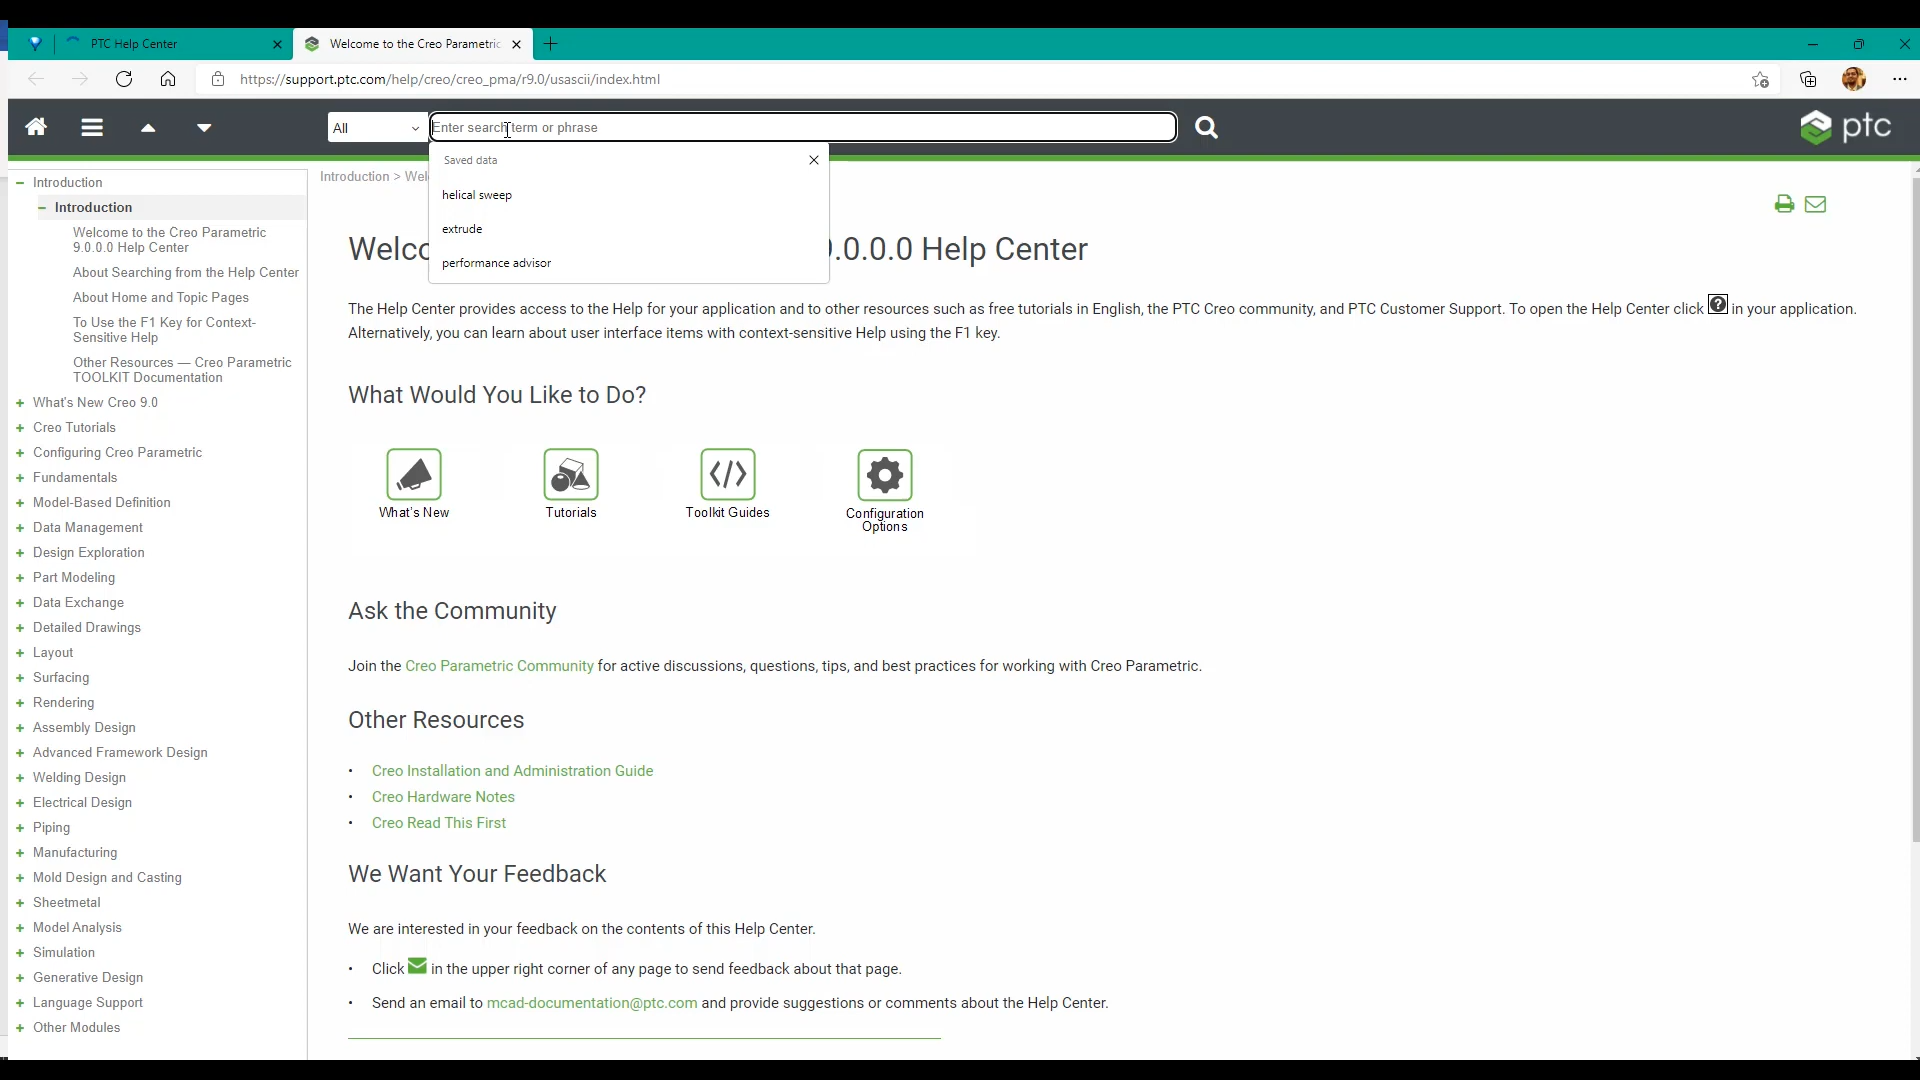 PTC Help Center
Welcome to the Creo Parametric
https://support.ptc.com/help/creo/creo_pma/r9.0/usascii/index.html
All
Enter search term or phrase
ptc
Saved data
helical sweep
extrude
performance advisor
Introduction
Introduction
Welcome to the Creo Parametric
9.0.0.0 Help Center
About Searching from the Help Center
About Home and Topic Pages
To Use the F1 Key for Context-
Sensitive Help
Other Resources — Creo Parametric
TOOLKIT Documentation
What's New Creo 9.0
Creo Tutorials
Configuring Creo Parametric
Fundamentals
Model-Based Definition
Data Management
Design Exploration
Part Modeling
Data Exchange
Detailed Drawings
Layout
Surfacing
Rendering
Assembly Design
Advanced Framework Design
Welding Design
Electrical Design
Piping
Manufacturing
Mold Design and Casting
Sheetmetal
Model Analysis
Simulation
Generative Design
Language Support
Other Modules
Introduction > Wel
Welco .0.0.0 Help Center
The Help Center provides access to the Help for your application and to other resources such as free tutorials in English, the PTC Creo community, and PTC Customer Support. To open the Help Center click ? in your application.
Alternatively, you can learn about user interface items with context-sensitive Help using the F1 key.
What Would You Like to Do?
What's New
Tutorials
Toolkit Guides
Configuration
Options
Ask the Community
Join the Creo Parametric Community for active discussions, questions, tips, and best practices for working with Creo Parametric.
Other Resources
• Creo Installation and Administration Guide
• Creo Hardware Notes
• Creo Read This First
We Want Your Feedback
We are interested in your feedback on the contents of this Help Center.
• Click in the upper right corner of any page to send feedback about that page.
• Send an email to mcad-documentation@ptc.com and provide suggestions or comments about the Help Center.